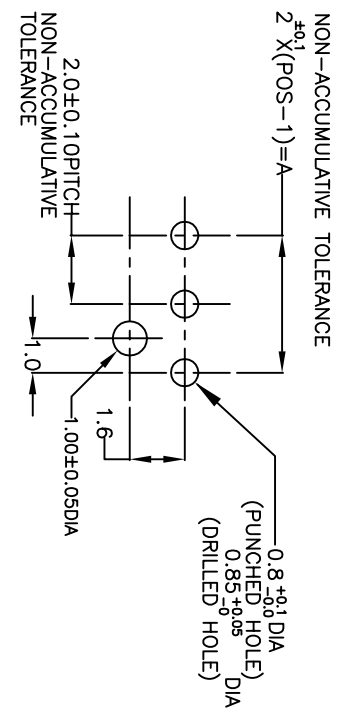 NON-ACCUMULATIVE TOLERANCE
2 ±0.1 X(POS-1)=A
2.0±0.10PITCH
NON-ACCUMULATIVE
TOLERANCE
1.0
1.6
1.00±0.05DIA
0.8 +0.1 -0.0 DIA
(PUNCHED HOLE)
0.85 +0.05 -0 DIA
(DRILLED HOLE)